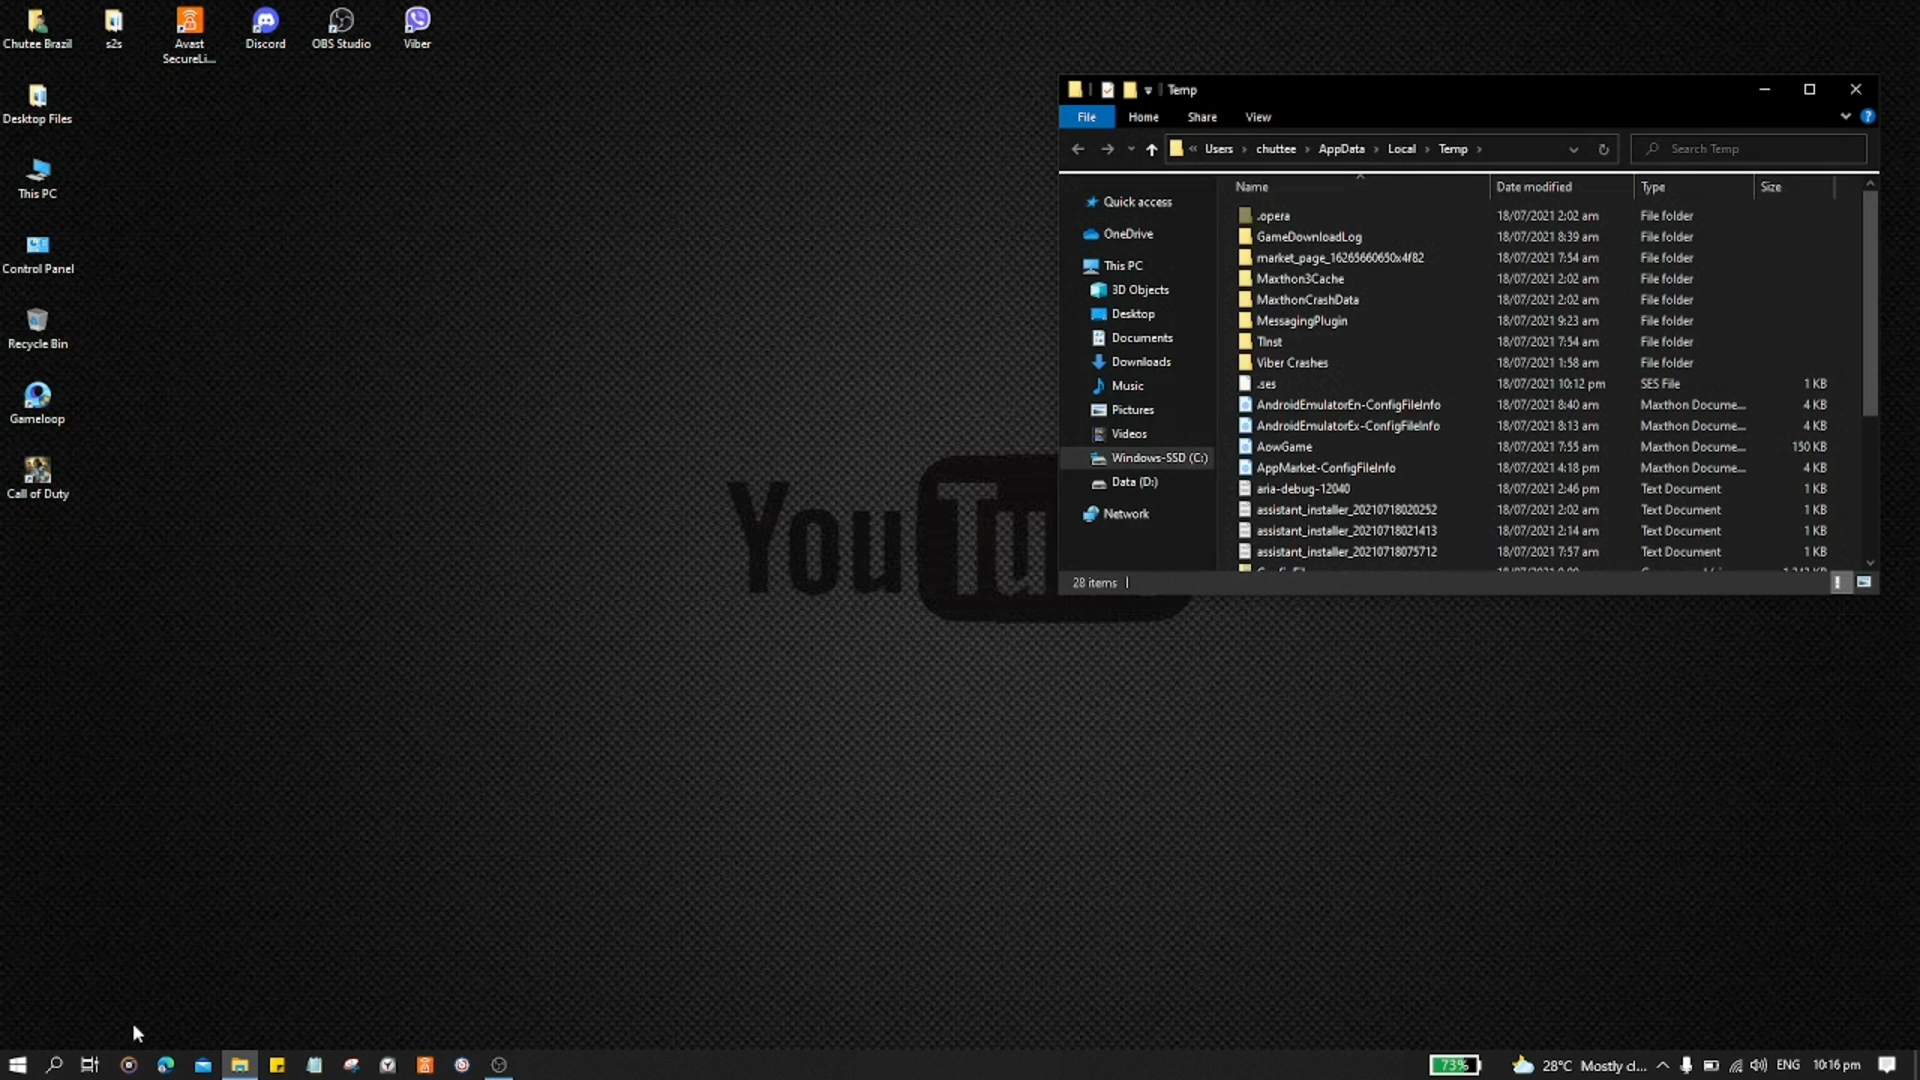 Chutee Brazil
s2s
Avast
SecureLi...
Discord
OBS Studio
Viber
Desktop Files
This PC
Control Panel
Recycle Bin
Gameloop
Call of Duty
YouTu
Temp
File Home Share View
« Users › chuttee › AppData › Local › Temp ›
Search Temp
Quick access
OneDrive
This PC
3D Objects
Desktop
Documents
Downloads
Music
Pictures
Videos
Windows-SSD (C:)
Data (D:)
Network
Name Date modified Type Size
.opera 18/07/2021 2:02 am File folder
GameDownloadLog 18/07/2021 8:39 am File folder
market_page_16265660650x4f82 18/07/2021 7:54 am File folder
Maxthon3Cache 18/07/2021 2:02 am File folder
MaxthonCrashData 18/07/2021 2:02 am File folder
MessagingPlugin 18/07/2021 9:23 am File folder
TInst 18/07/2021 7:54 am File folder
Viber Crashes 18/07/2021 1:58 am File folder
.ses 18/07/2021 10:12 pm SES File 1 KB
AndroidEmulatorEn-ConfigFileInfo 18/07/2021 8:40 am Maxthon Docume... 4 KB
AndroidEmulatorEx-ConfigFileInfo 18/07/2021 8:13 am Maxthon Docume... 4 KB
AowGame 18/07/2021 7:55 am Maxthon Docume... 150 KB
AppMarket-ConfigFileInfo 18/07/2021 4:18 pm Maxthon Docume... 4 KB
aria-debug-12040 18/07/2021 2:46 pm Text Document 1 KB
assistant_installer_20210718020252 18/07/2021 2:02 am Text Document 1 KB
assistant_installer_20210718021413 18/07/2021 2:14 am Text Document 1 KB
assistant_installer_20210718075712 18/07/2021 7:57 am Text Document 1 KB
28 items
73%
28°C Mostly cl...
ENG
10:16 pm